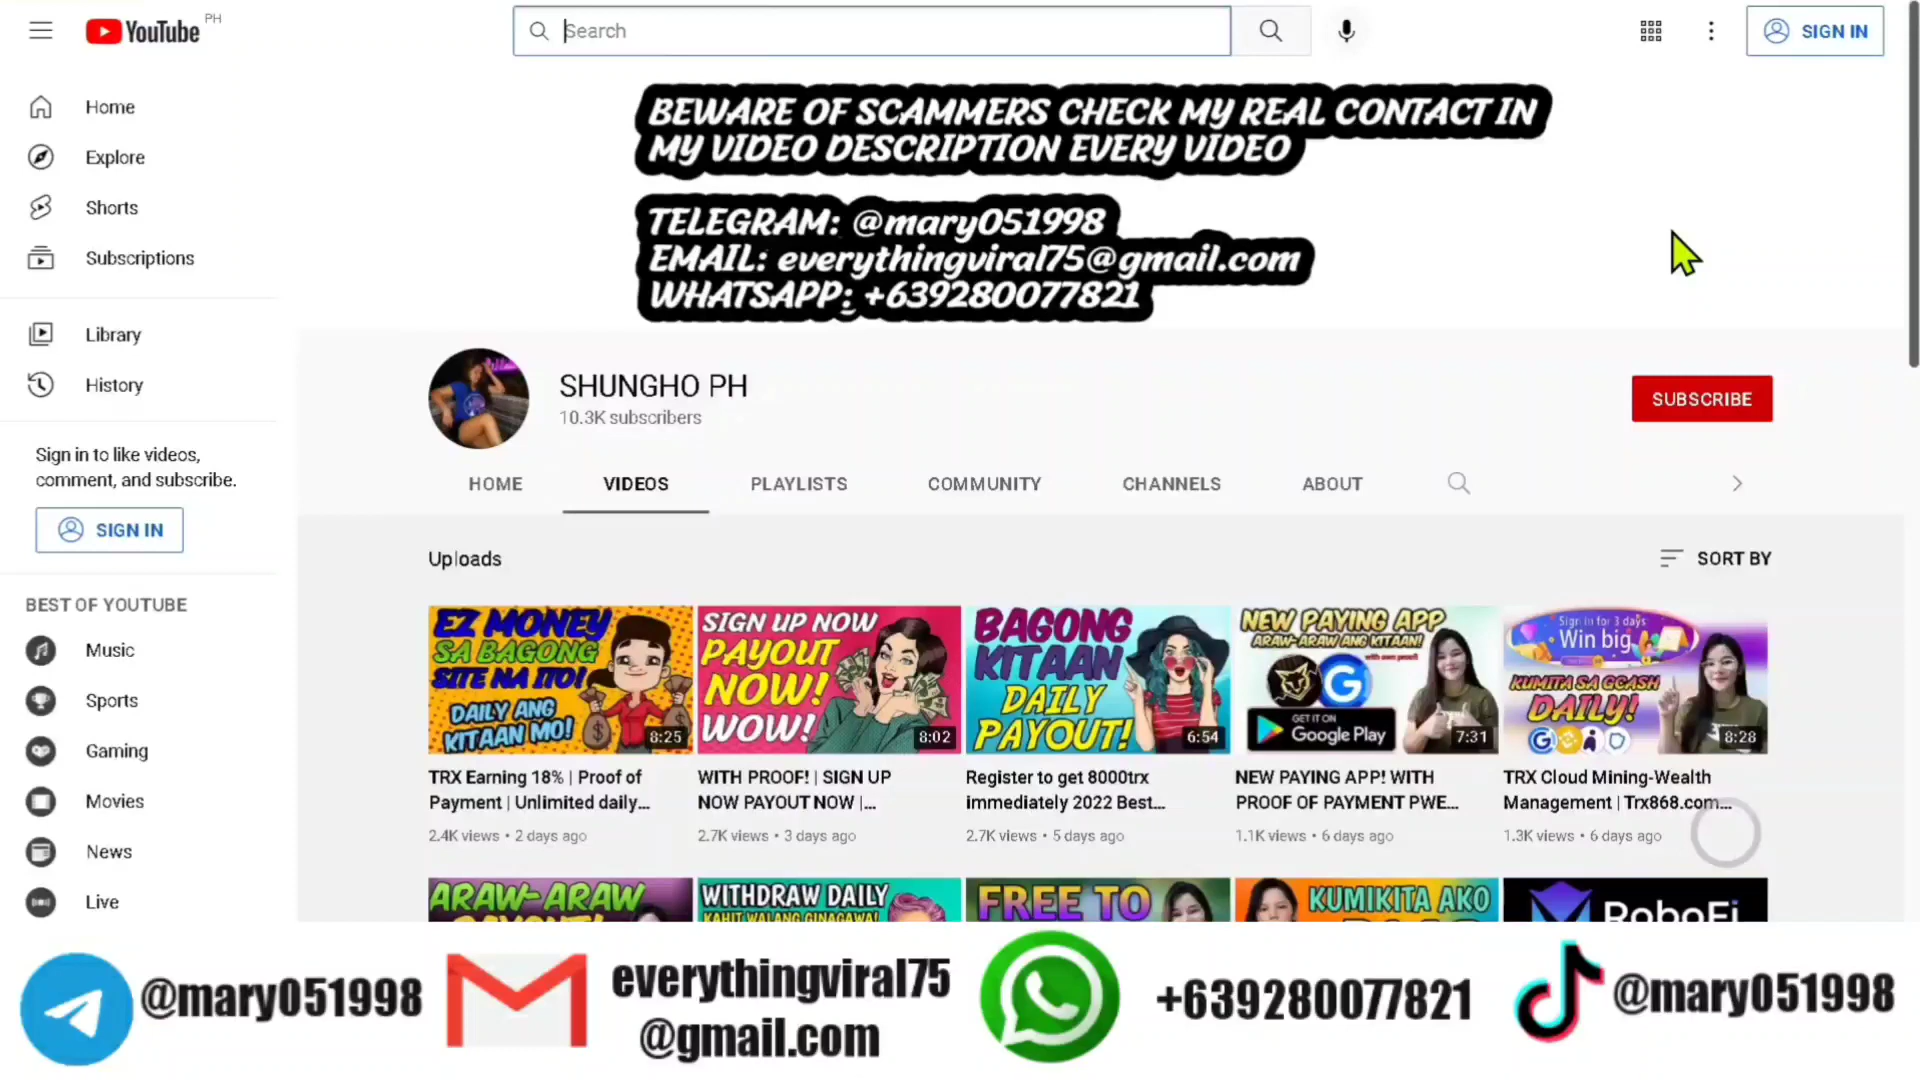 YouTube PH
Search
SIGN IN
Home
Explore
Shorts
Subscriptions
Library
History
Sign in to like videos,
comment, and subscribe.
SIGN IN
BEST OF YOUTUBE
Music
Sports
Gaming
Movies
News
Live
BEWARE OF SCAMMERS CHECK MY REAL CONTACT IN
MY VIDEO DESCRIPTION EVERY VIDEO
TELEGRAM: @mary051998
EMAIL: everythingviral75@gmail.com
WHATSAPP: +639280077821
SHUNGHO PH
10.3K subscribers
SUBSCRIBE
HOME VIDEOS PLAYLISTS COMMUNITY CHANNELS ABOUT
Uploads
SORT BY
EZ MONEY
SA BAGONG
SITE NA ITO!
DAILY ANG
KITAAN MO!
8:25
TRX Earning 18% | Proof of
Payment | Unlimited daily...
2.4K views • 2 days ago
SIGN UP NOW
PAYOUT
NOW!
WOW!
8:02
WITH PROOF! | SIGN UP
NOW PAYOUT NOW |...
2.7K views • 3 days ago
BAGONG
KITAAN
DAILY
PAYOUT!
6:54
Register to get 8000trx
immediately 2022 Best...
2.7K views • 5 days ago
NEW PAYING APP
ARAW-ARAW ANG KITAAN!
GET IT ON
Google Play
7:31
NEW PAYING APP! WITH
PROOF OF PAYMENT PWE...
1.1K views • 6 days ago
Sign in for 3 days
Win big
KUMITA SA GCASH
DAILY!
8:28
TRX Cloud Mining-Wealth
Management | Trx868.com...
1.3K views • 6 days ago
ARAW-ARAW
WITHDRAW DAILY
KAHIT WALANG GINAGAWA!
FREE TO
KUMIKITA AKO
RoboFi
@mary051998
everythingviral75
@gmail.com
+639280077821
@mary051998